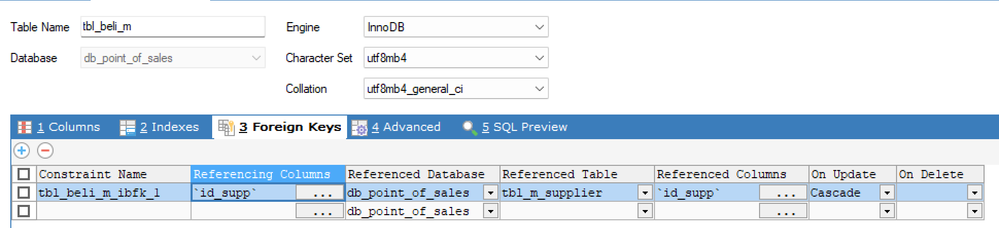 Table Name tbl_beli_m Engine InnoDB
Database db_point_of_sales Character Set utf8mb4
Collation utf8mb4_general_ci
1 Columns 2 Indexes 3 Foreign Keys 4 Advanced 5 SQL Preview
Constraint Name Referencing Columns Referenced Database Referenced Table Referenced Columns On Update On Delete
tbl_beli_m_ibfk_1 `id_supp` ... db_point_of_sales tbl_m_supplier `id_supp` ... Cascade
... db_point_of_sales ...